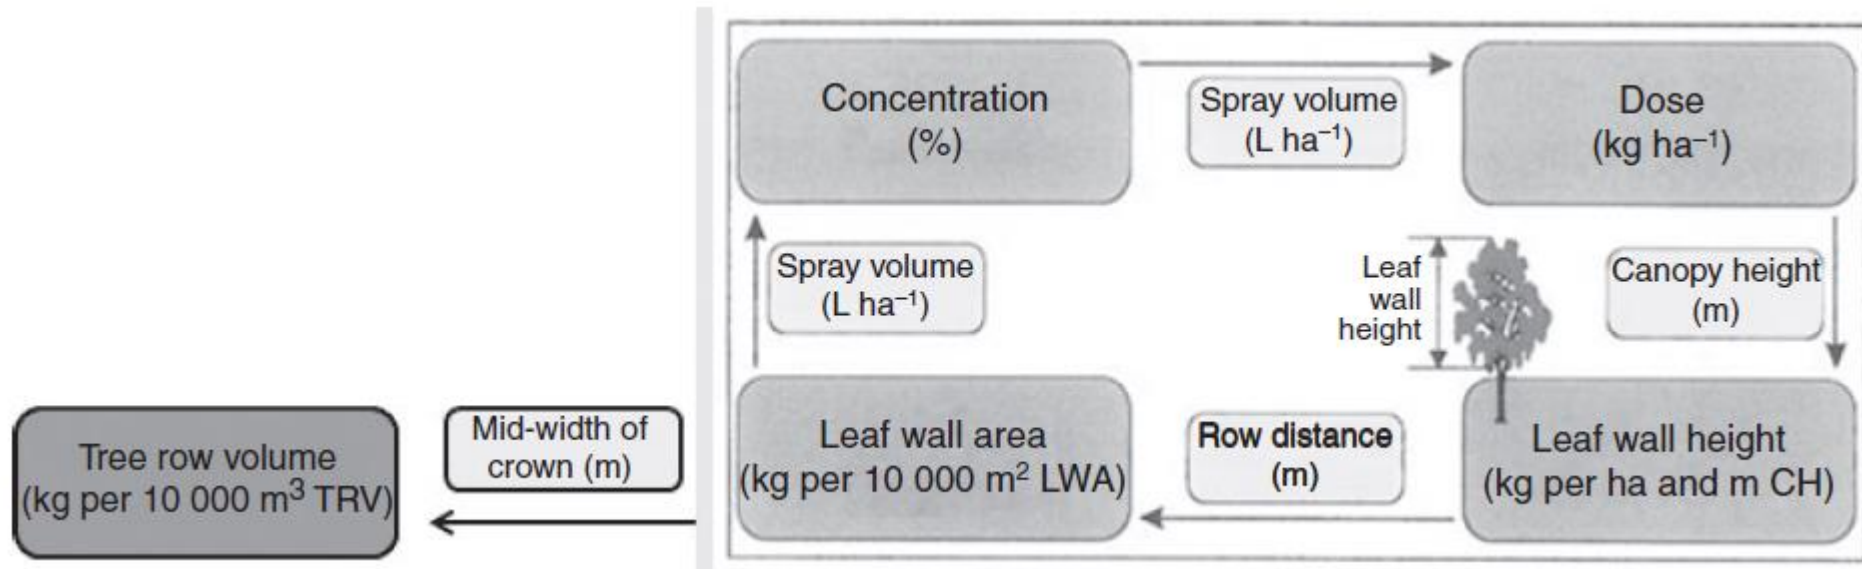 Concentration
(%)
Spray volume
(L ha⁻¹)
Dose
(kg ha⁻¹)
Spray volume
(L ha⁻¹)
Leaf
wall
height
Canopy height
(m)
Tree row volume
(kg per 10 000 m³ TRV)
Mid-width of
crown (m)
Leaf wall area
(kg per 10 000 m² LWA)
Row distance
(m)
Leaf wall height
(kg per ha and m CH)